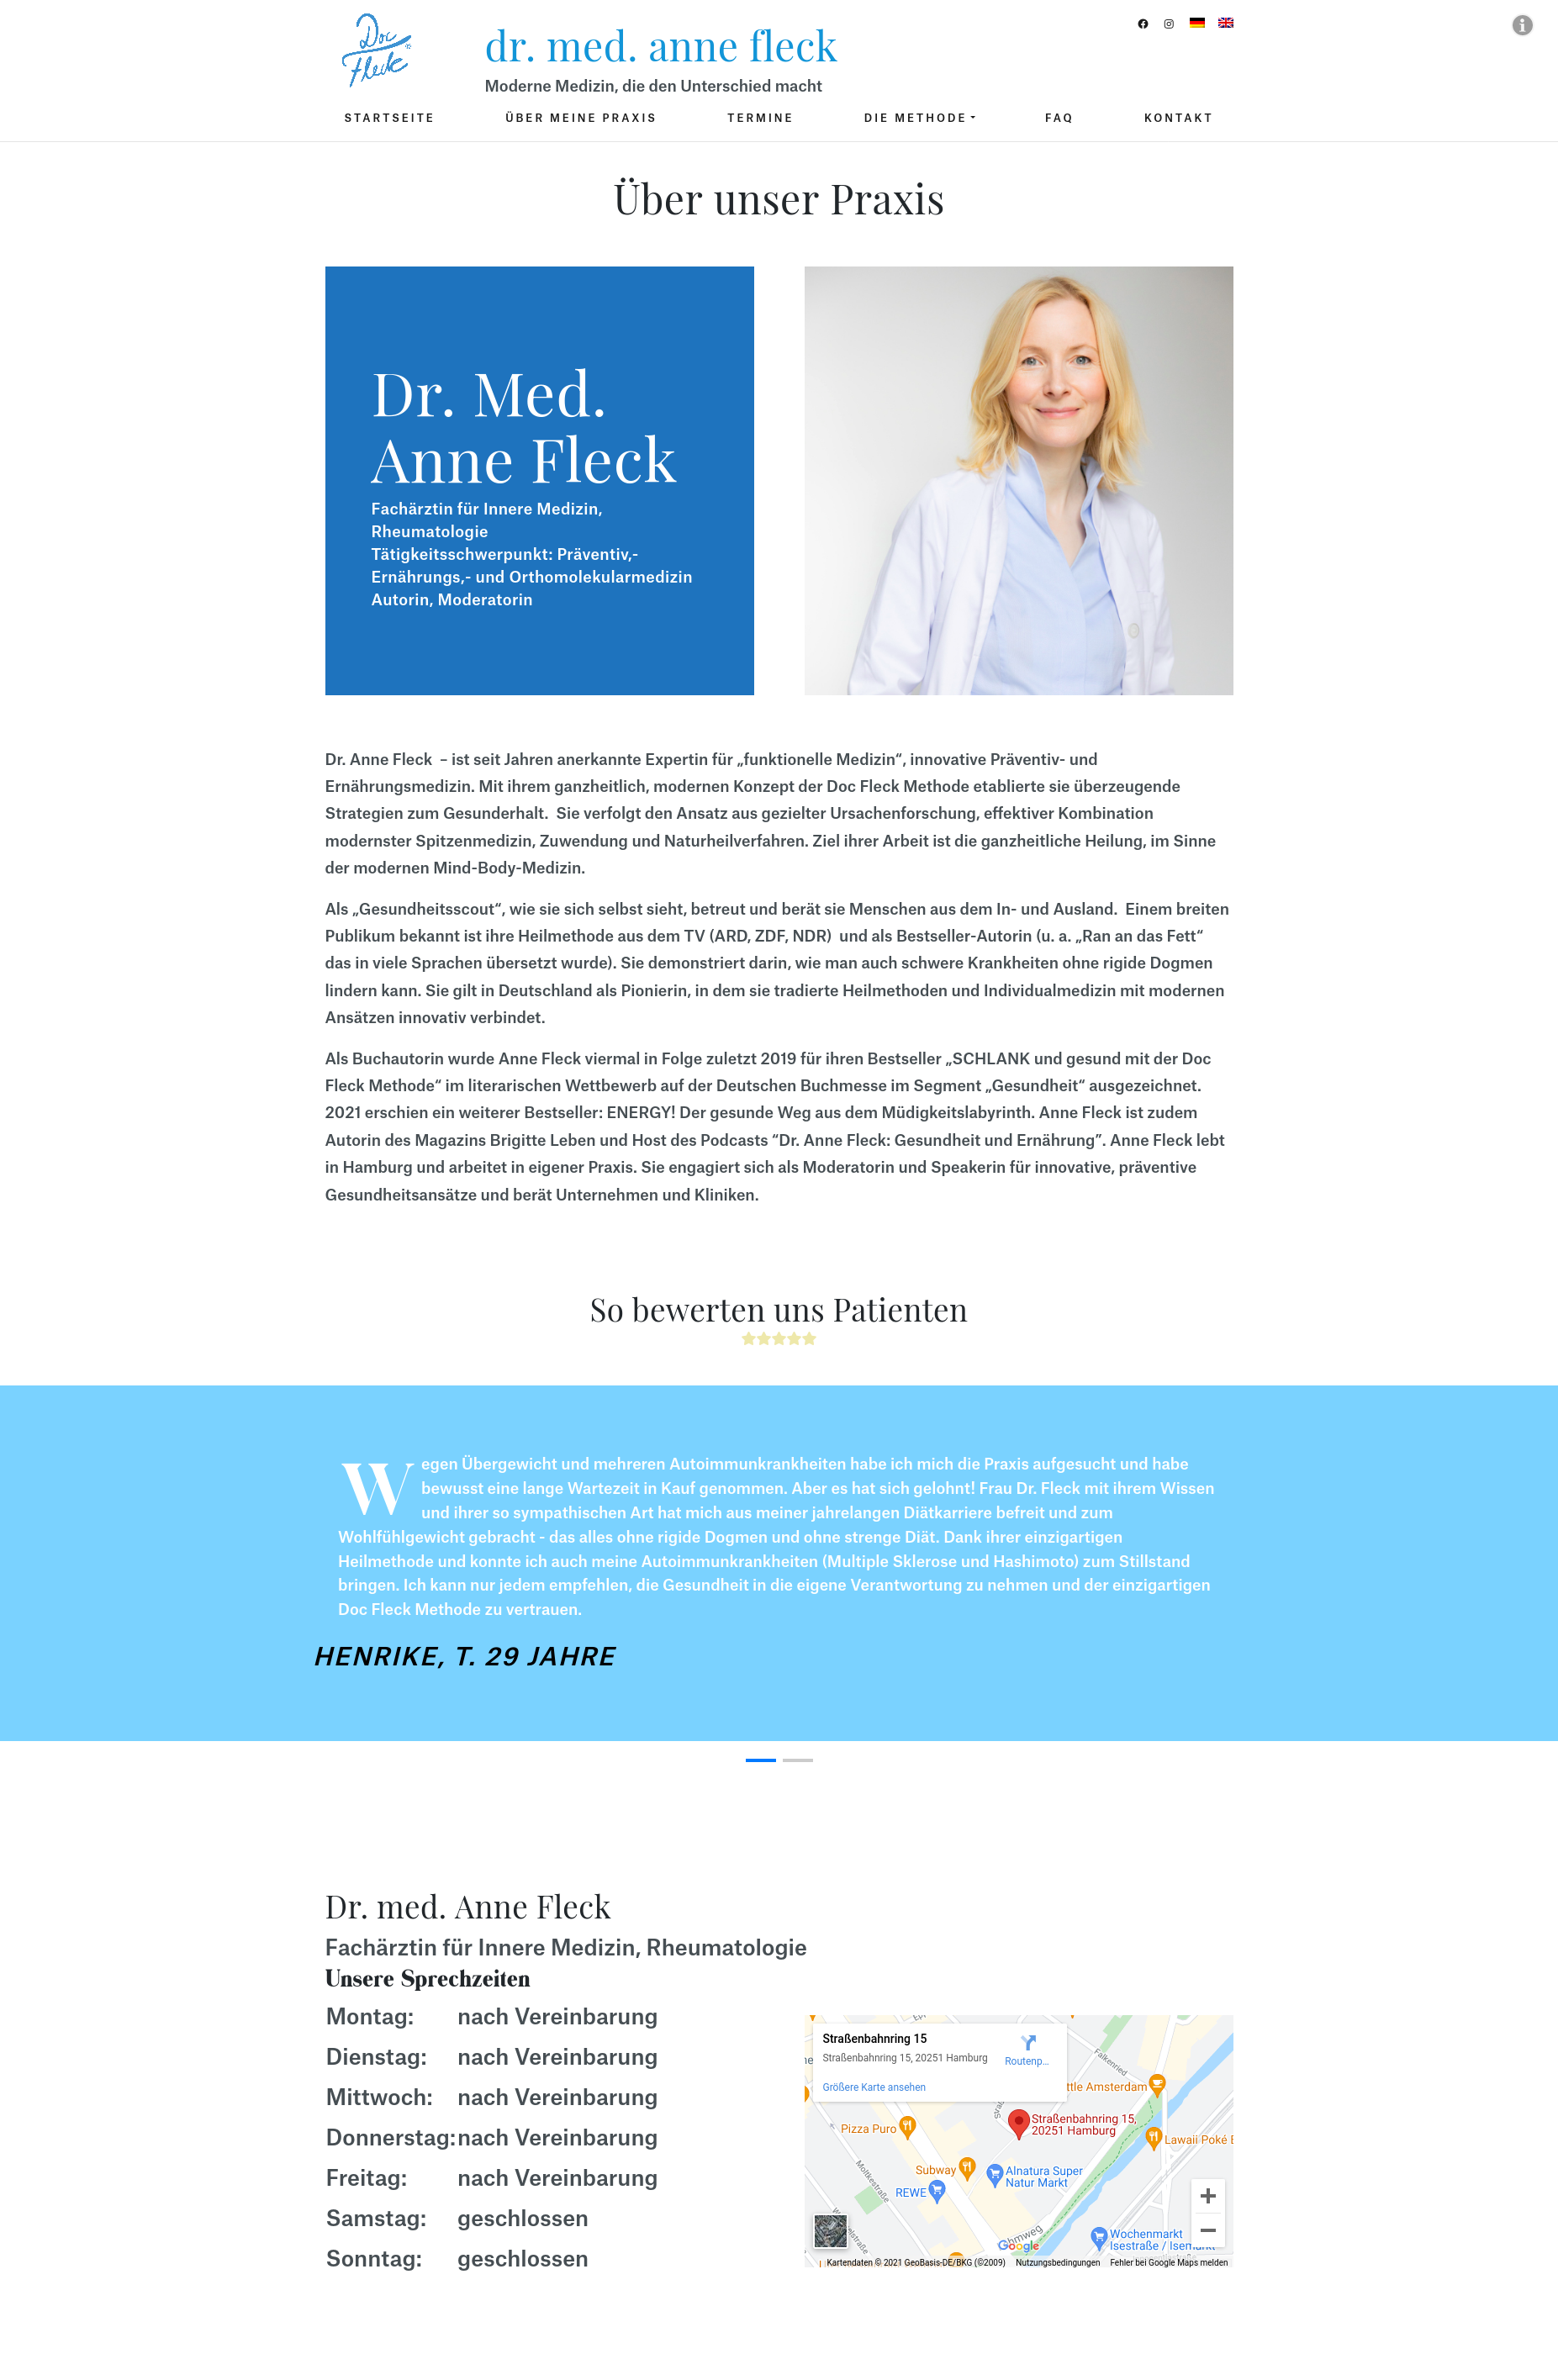 Doc
Fleck
dr. med. anne fleck
Moderne Medizin, die den Unterschied macht
STARTSEITE
ÜBER MEINE PRAXIS
TERMINE
DIE METHODE
FAQ
KONTAKT
Über unser Praxis
Dr. Med.
Anne Fleck
Fachärztin für Innere Medizin,
Rheumatologie
Tätigkeitsschwerpunkt: Präventiv,-
Ernährungs,- und Orthomolekularmedizin
Autorin, Moderatorin
Dr. Anne Fleck – ist seit Jahren anerkannte Expertin für „funktionelle Medizin“, innovative Präventiv- und
Ernährungsmedizin. Mit ihrem ganzheitlich, modernen Konzept der Doc Fleck Methode etablierte sie überzeugende
Strategien zum Gesunderhalt. Sie verfolgt den Ansatz aus gezielter Ursachenforschung, effektiver Kombination
modernster Spitzenmedizin, Zuwendung und Naturheilverfahren. Ziel ihrer Arbeit ist die ganzheitliche Heilung, im Sinne
der modernen Mind-Body-Medizin.
Als „Gesundheitsscout“, wie sie sich selbst sieht, betreut und berät sie Menschen aus dem In- und Ausland. Einem breiten
Publikum bekannt ist ihre Heilmethode aus dem TV (ARD, ZDF, NDR) und als Bestseller-Autorin (u. a. „Ran an das Fett“
das in viele Sprachen übersetzt wurde). Sie demonstriert darin, wie man auch schwere Krankheiten ohne rigide Dogmen
lindern kann. Sie gilt in Deutschland als Pionierin, in dem sie tradierte Heilmethoden und Individualmedizin mit modernen
Ansätzen innovativ verbindet.
Als Buchautorin wurde Anne Fleck viermal in Folge zuletzt 2019 für ihren Bestseller „SCHLANK und gesund mit der Doc
Fleck Methode“ im literarischen Wettbewerb auf der Deutschen Buchmesse im Segment „Gesundheit“ ausgezeichnet.
2021 erschien ein weiterer Bestseller: ENERGY! Der gesunde Weg aus dem Müdigkeitslabyrinth. Anne Fleck ist zudem
Autorin des Magazins Brigitte Leben und Host des Podcasts “Dr. Anne Fleck: Gesundheit und Ernährung”. Anne Fleck lebt
in Hamburg und arbeitet in eigener Praxis. Sie engagiert sich als Moderatorin und Speakerin für innovative, präventive
Gesundheitsansätze und berät Unternehmen und Kliniken.
So bewerten uns Patienten
Wegen Übergewicht und mehreren Autoimmunkrankheiten habe ich mich die Praxis aufgesucht und habe
bewusst eine lange Wartezeit in Kauf genommen. Aber es hat sich gelohnt! Frau Dr. Fleck mit ihrem Wissen
und ihrer so sympathischen Art hat mich aus meiner jahrelangen Diätkarriere befreit und zum
Wohlfühlgewicht gebracht - das alles ohne rigide Dogmen und ohne strenge Diät. Dank ihrer einzigartigen
Heilmethode und konnte ich auch meine Autoimmunkrankheiten (Multiple Sklerose und Hashimoto) zum Stillstand
bringen. Ich kann nur jedem empfehlen, die Gesundheit in die eigene Verantwortung zu nehmen und der einzigartigen
Doc Fleck Methode zu vertrauen.
HENRIKE, T. 29 JAHRE
Dr. med. Anne Fleck
Fachärztin für Innere Medizin, Rheumatologie
Unsere Sprechzeiten
Montag: nach Vereinbarung
Dienstag: nach Vereinbarung
Mittwoch: nach Vereinbarung
Donnerstag: nach Vereinbarung
Freitag: nach Vereinbarung
Samstag: geschlossen
Sonntag: geschlossen
Straßenbahnring 15
Straßenbahnring 15, 20251 Hamburg
Routenp...
Größere Karte ansehen
Falkenried
ttle Amsterdam
Straßenbahnring 15,
20251 Hamburg
Pizza Puro
Lawaii Poké
Subway
Alnatura Super
Natur Markt
REWE
Moltkestraße
Wochenmarkt
Isestraße / Isemarkt
Google
Kartendaten © 2021 GeoBasis-DE/BKG (©2009)
Nutzungsbedingungen
Fehler bei Google Maps melden